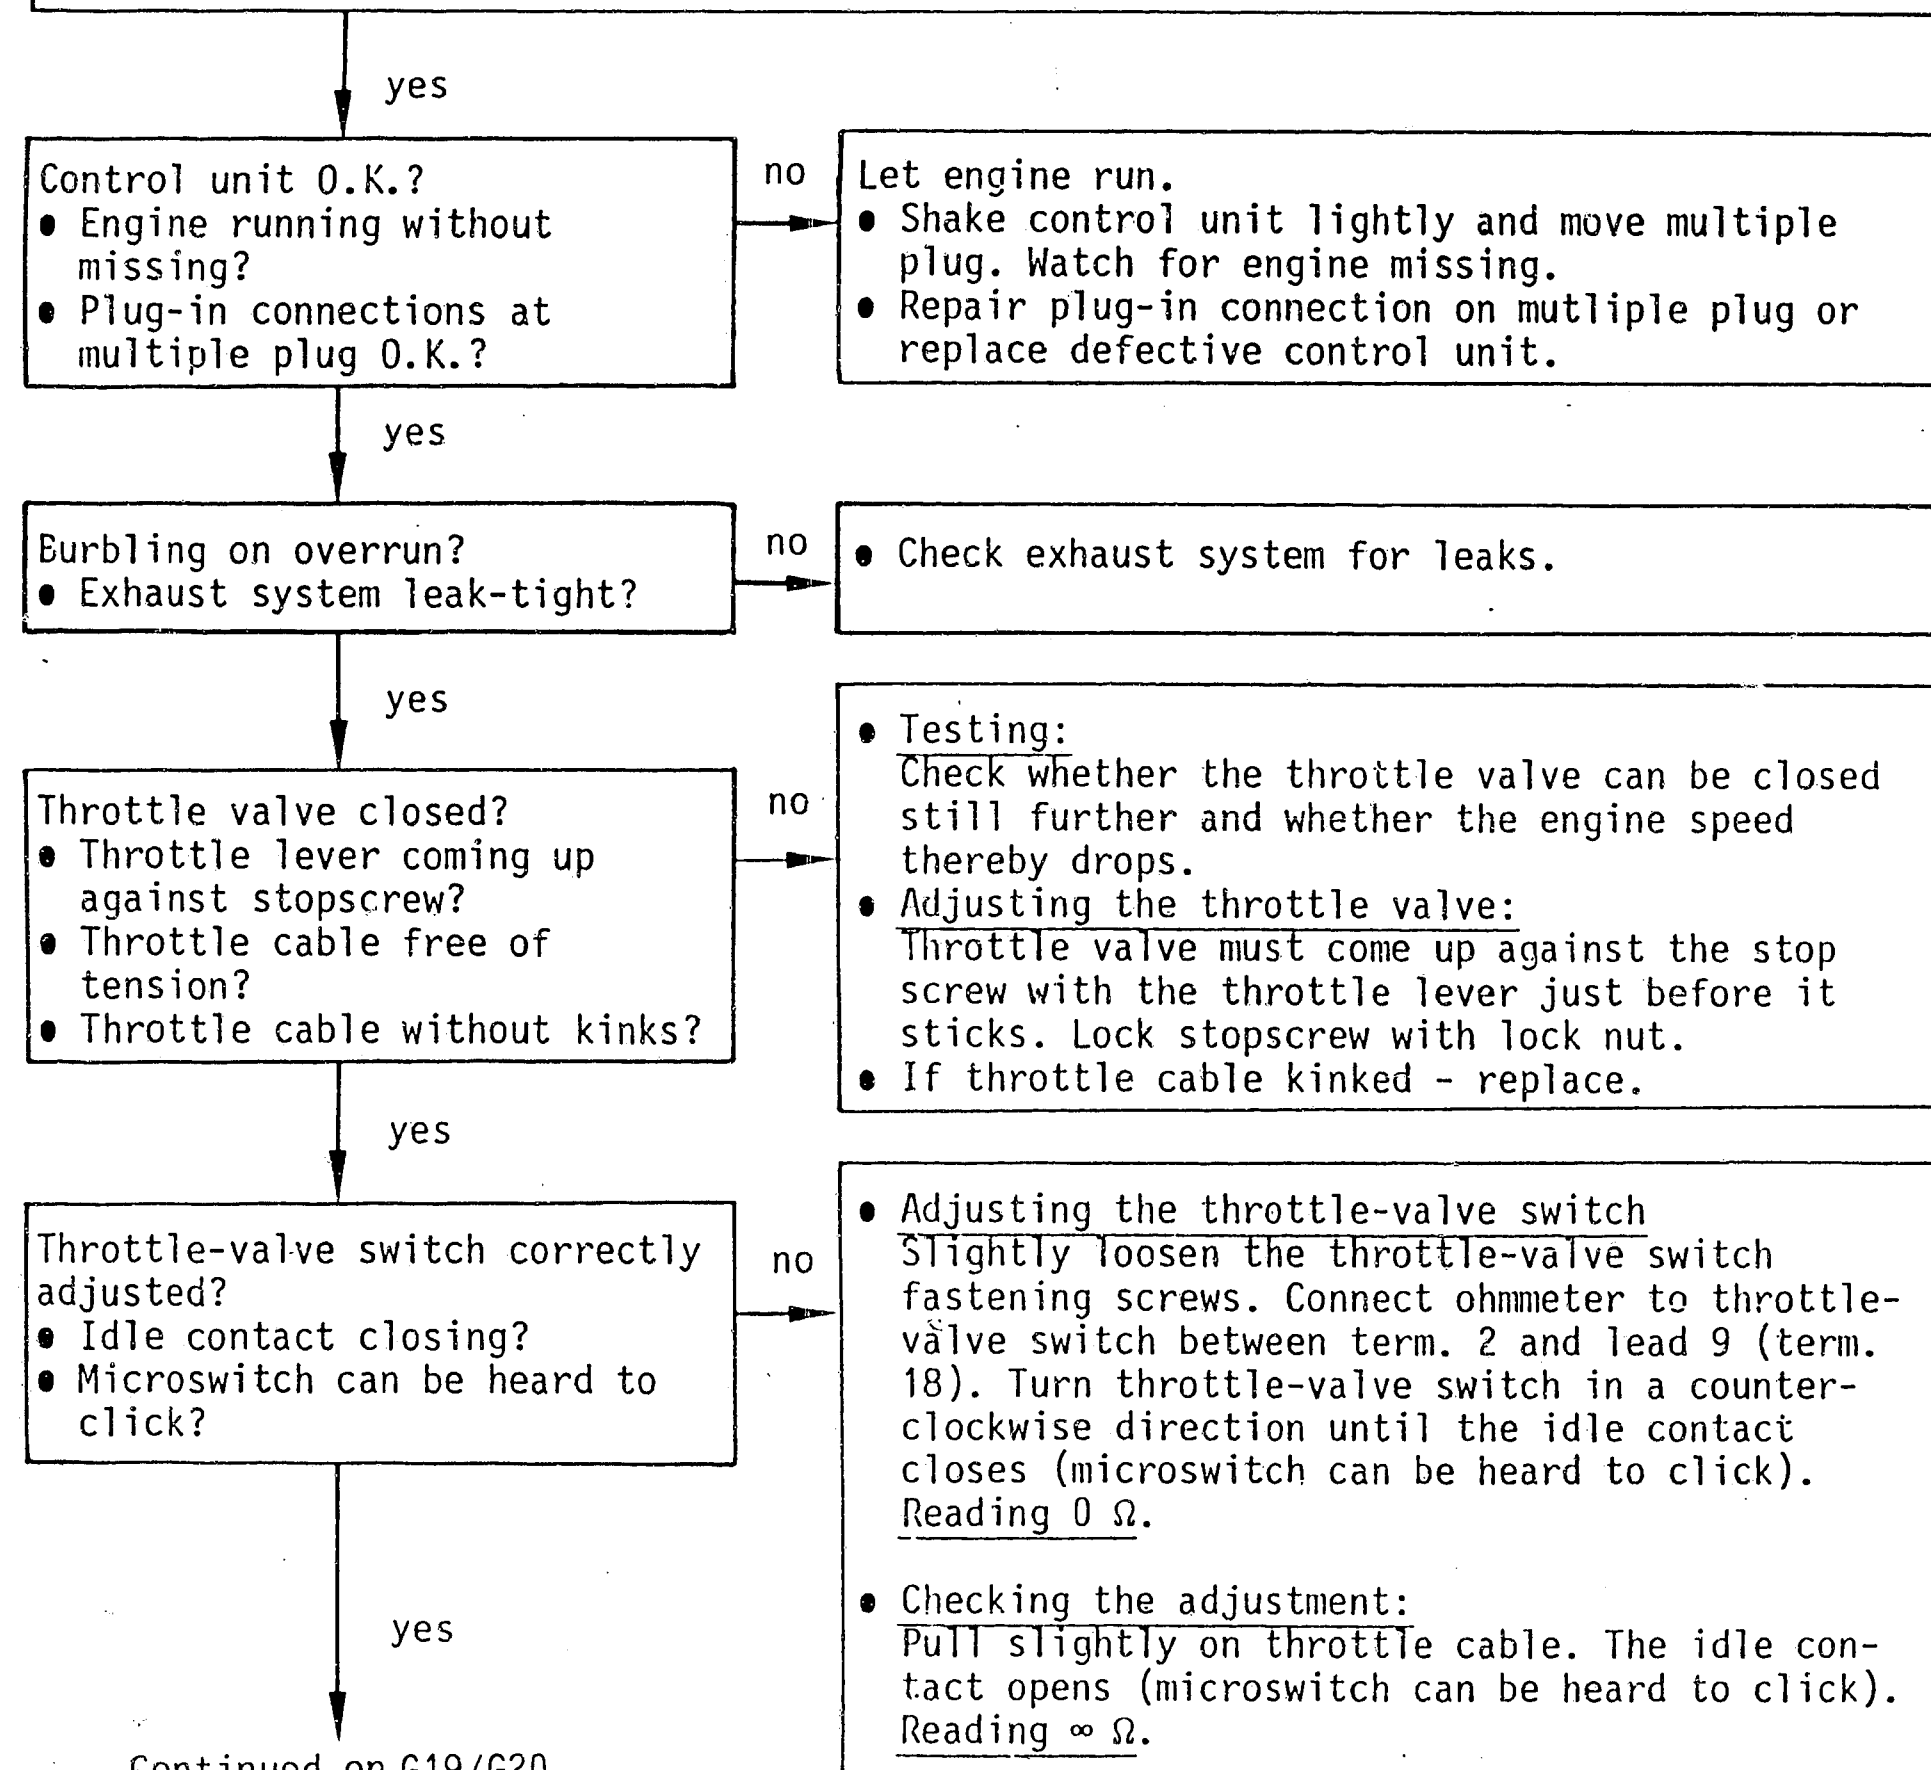 yes
Control unit O.K.?
● Engine running without
missing?
● Plug-in connections at
multiple plug O.K.?
no
Let engine run.
● Shake control unit lightly and move multiple
plug. Watch for engine missing.
● Repair plug-in connection on mutliple plug or
replace defective control unit.
yes
Burbling on overrun?
● Exhaust system leak-tight?
no
● Check exhaust system for leaks.
yes
Throttle valve closed?
● Throttle lever coming up
against stopscrew?
● Throttle cable free of
tension?
● Throttle cable without kinks?
no
● Testing:
Check whether the throttle valve can be closed
still further and whether the engine speed
thereby drops.
● Adjusting the throttle valve:
Throttle valve must come up against the stop
screw with the throttle lever just before it
sticks. Lock stopscrew with lock nut.
● If throttle cable kinked - replace.
yes
Throttle-valve switch correctly
adjusted?
● Idle contact closing?
● Microswitch can be heard to
click?
no
● Adjusting the throttle-valve switch
Slightly loosen the throttle-valve switch
fastening screws. Connect ohmmeter to throttle-
valve switch between term. 2 and lead 9 (term.
18). Turn throttle-valve switch in a counter-
clockwise direction until the idle contact
closes (microswitch can be heard to click).
Reading 0 Ω.
● Checking the adjustment:
Pull slightly on throttle cable. The idle con-
tact opens (microswitch can be heard to click).
Reading ∞ Ω.
yes
Continued on G19/G20